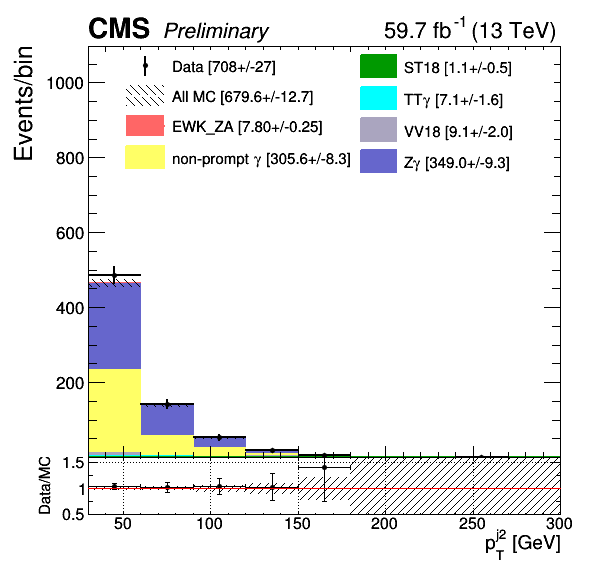 CMS Preliminary 59.7 fb⁻¹ (13 TeV)
Events/bin
Data [708+/-27]
All MC [679.6+/-12.7]
EWK_ZA [7.80+/-0.25]
non-prompt γ [305.6+/-8.3]
ST18 [1.1+/-0.5]
TTγ [7.1+/-1.6]
VV18 [9.1+/-2.0]
Zγ [349.0+/-9.3]
1000
800
600
400
200
Data/MC
1.5
1
0.5
50 100 150 200 250 300
p_T^j2 [GeV]